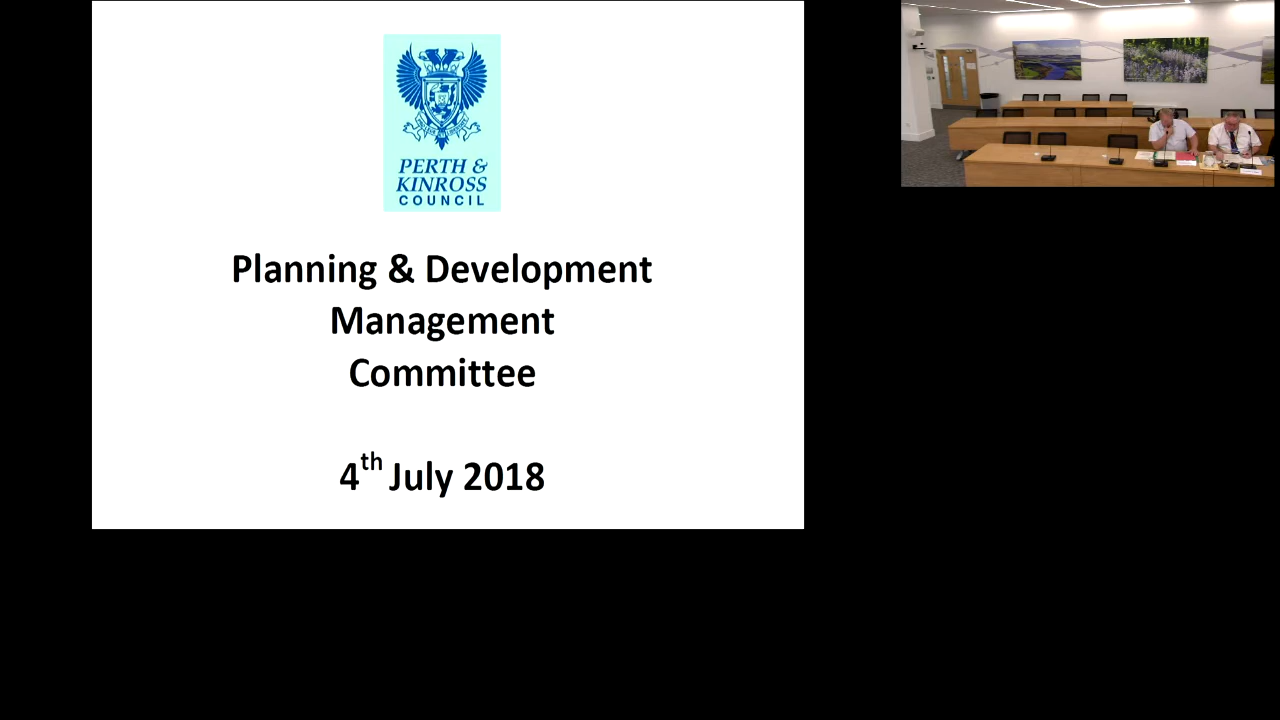 PERTH &
KINROSS
COUNCIL
Planning & Development
Management
Committee
4th July 2018